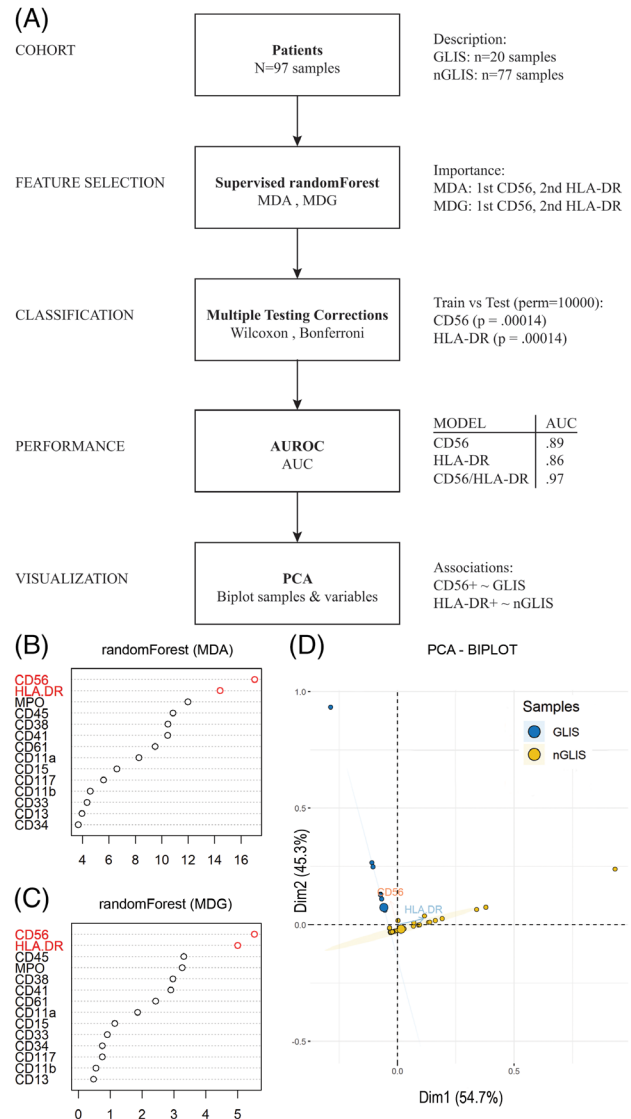 (A)
COHORT
Patients
N=97 samples
Description:
GLIS: n=20 samples
nGLIS: n=77 samples
FEATURE SELECTION
Supervised randomForest
MDA , MDG
Importance:
MDA: 1st CD56, 2nd HLA-DR
MDG: 1st CD56, 2nd HLA-DR
CLASSIFICATION
Multiple Testing Corrections
Wilcoxon , Bonferroni
Train vs Test (perm=10000):
CD56 (p = .00014)
HLA-DR (p = .00014)
PERFORMANCE
AUROC
AUC
MODEL AUC
CD56 .89
HLA-DR .86
CD56/HLA-DR .97
VISUALIZATION
PCA
Biplot samples & variables
Associations:
CD56+ ~ GLIS
HLA-DR+ ~ nGLIS
(B)
randomForest (MDA)
CD56
HLA.DR
MPO
CD45
CD38
CD41
CD61
CD11a
CD15
CD117
CD11b
CD33
CD13
CD34
4 6 8 10 12 14 16
(C)
randomForest (MDG)
CD56
HLA.DR
CD45
MPO
CD38
CD41
CD61
CD11a
CD15
CD33
CD34
CD117
CD11b
CD13
0 1 2 3 4 5
(D)
PCA - BIPLOT
Samples
GLIS
nGLIS
1.0
0.5
0.0
-0.5
Dim2 (45.3%)
CD56
HLA.DR
0.0 0.5
Dim1 (54.7%)